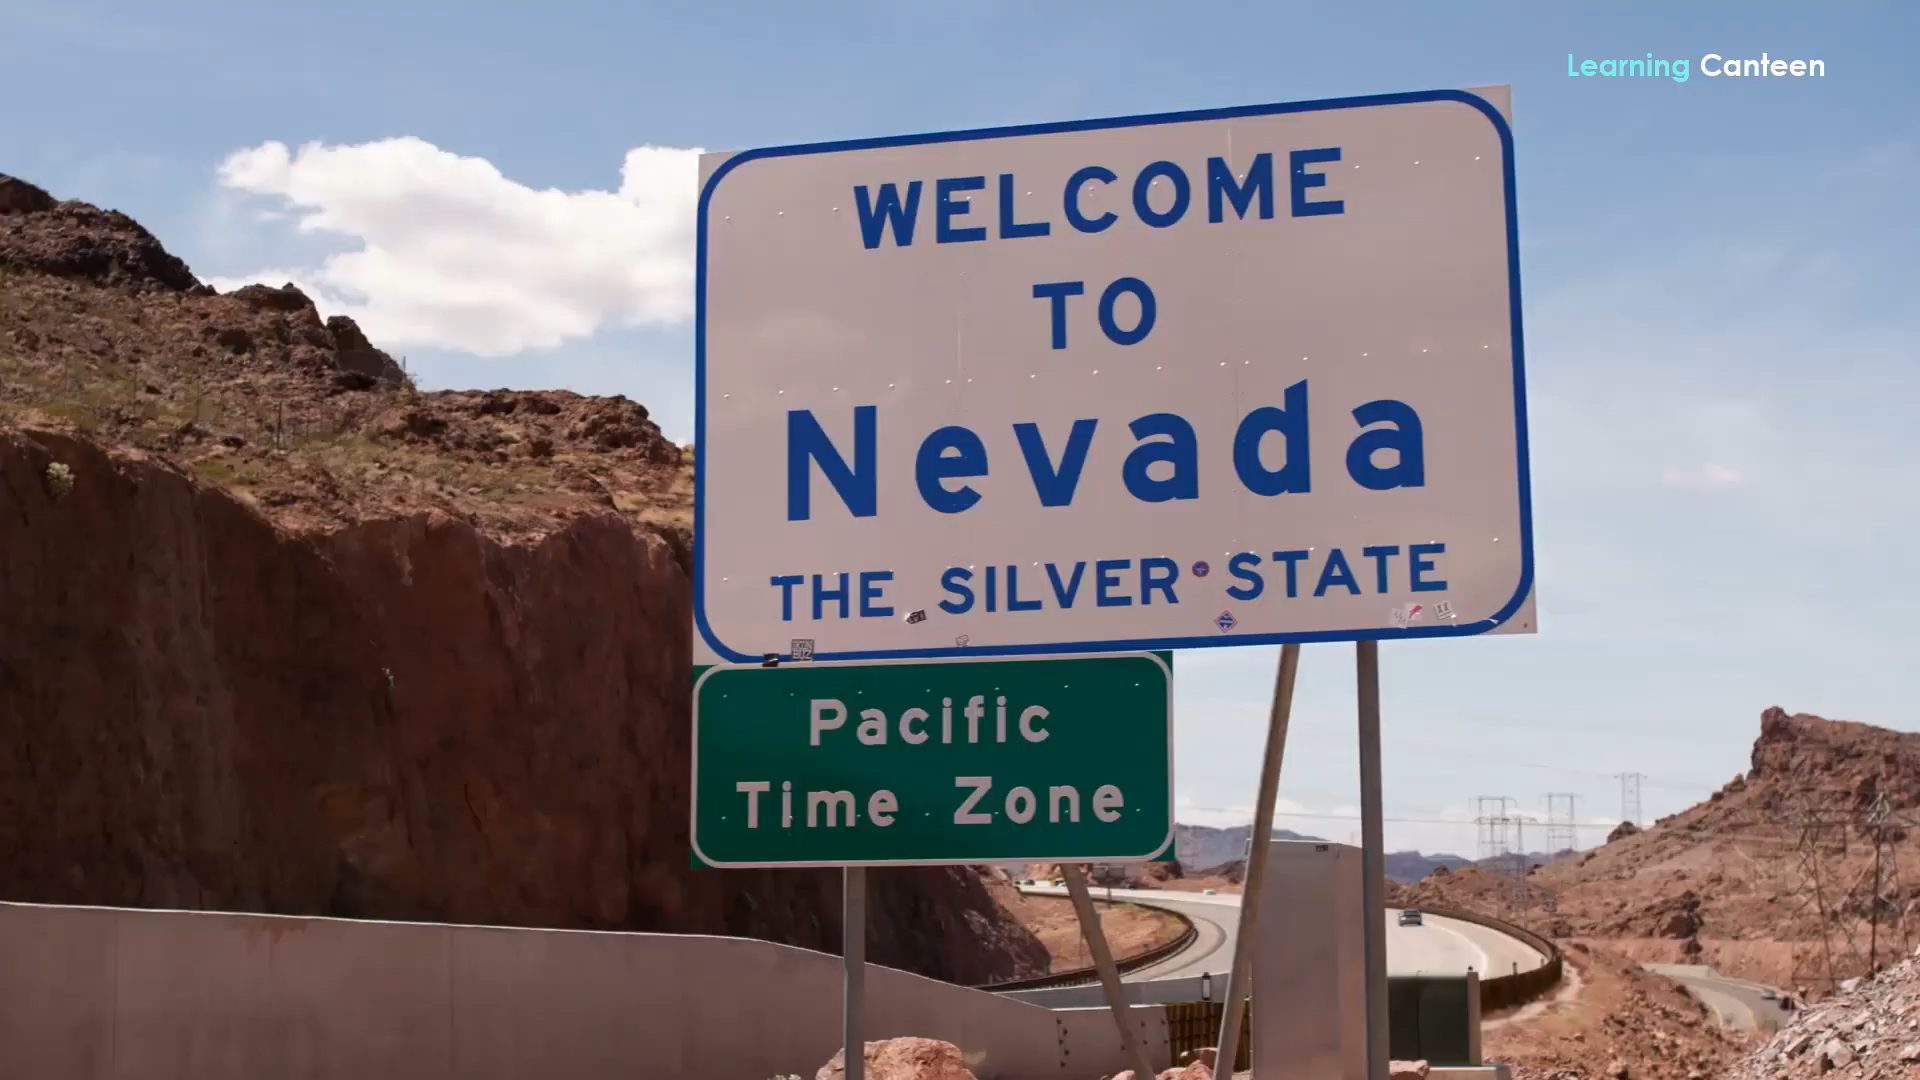 Learning Canteen
WELCOME
TO
Nevada
THE SILVER STATE
Pacific
Time Zone